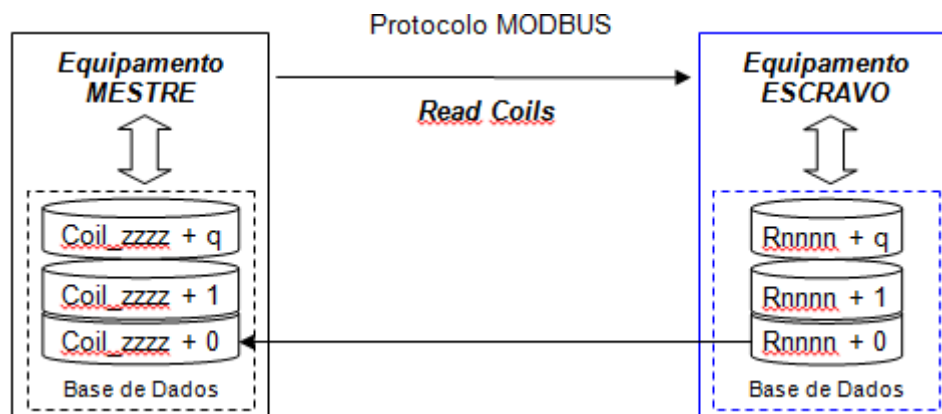 Protocolo MODBUS
Equipamento
MESTRE
Read Coils
Equipamento
ESCRAVO
Coil_zzzz + q
Coil_zzzz + 1
Coil_zzzz + 0
Base de Dados
Rnnnn + q
Rnnnn + 1
Rnnnn + 0
Base de Dados